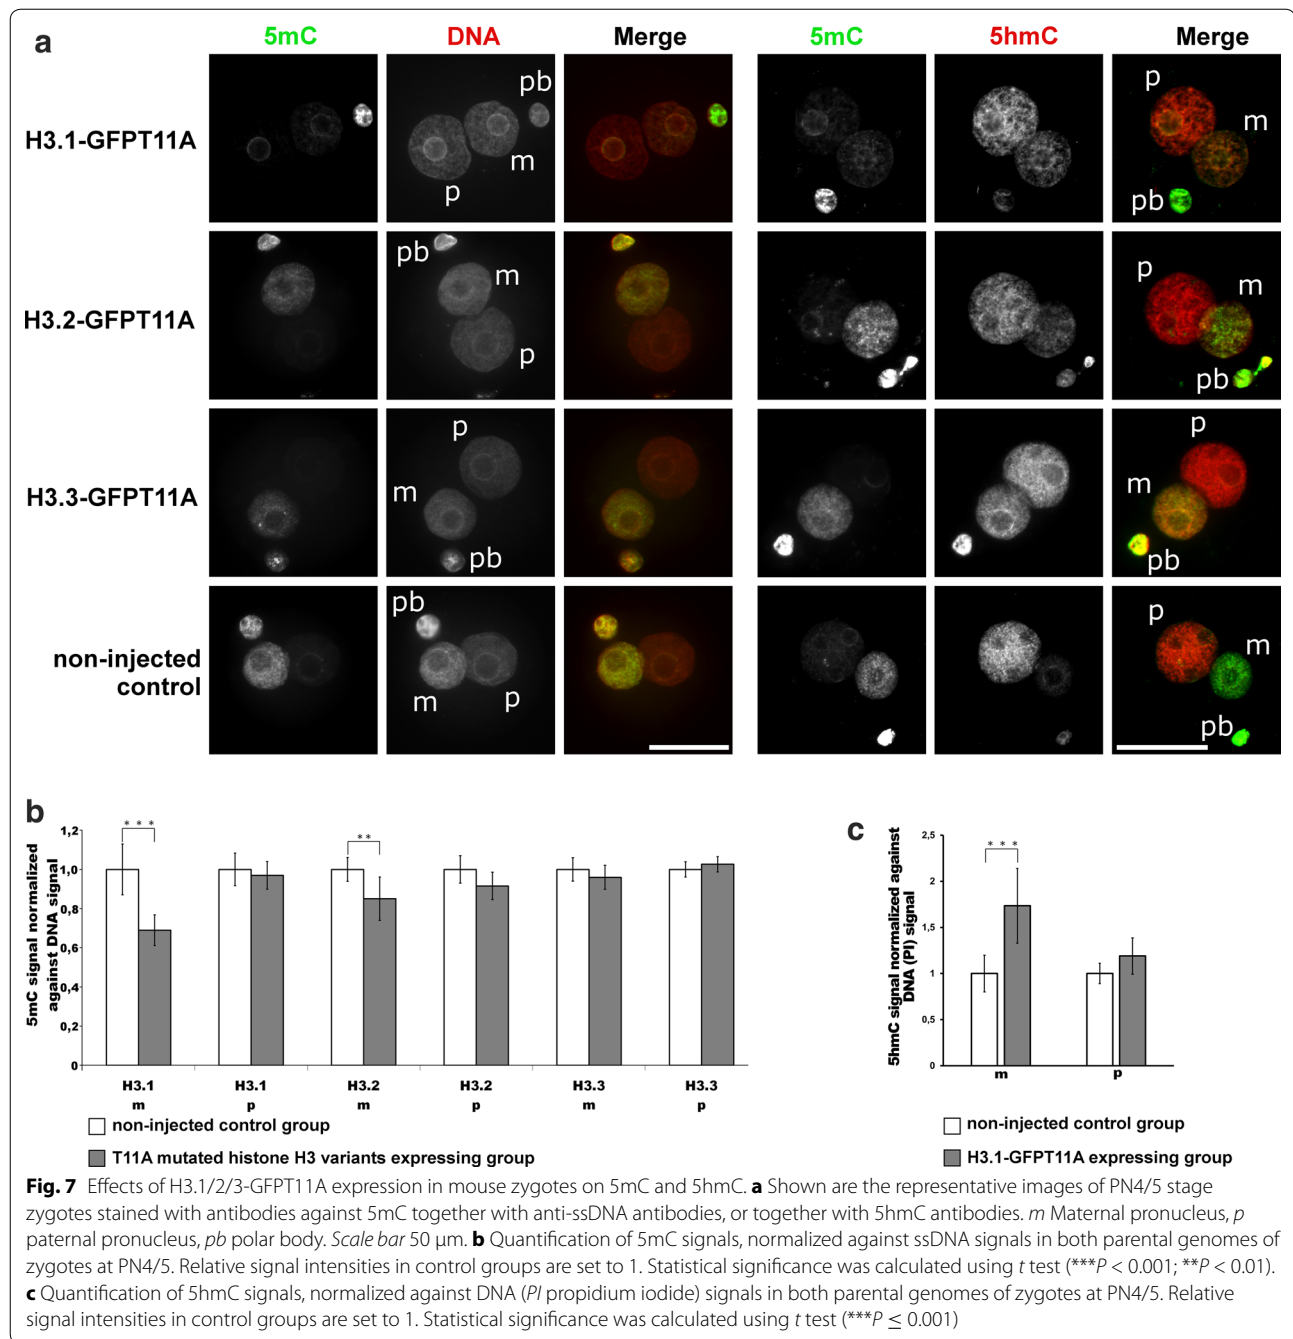 a
5mC DNA Merge 5mC 5hmC Merge
H3.1-GFPT11A
pb
m
p
p
m
pb
H3.2-GFPT11A
pb
m
p
p
m
pb
H3.3-GFPT11A
p
m
pb
p
m
pb
non-injected
control
pb
m
p
p
m
pb
b
5mC signal normalized
against DNA signal
1,2
1,0
0,8
0,6
0,4
0,2
0
***
**
H3.1 H3.1 H3.2 H3.2 H3.3 H3.3
m p m p m p
non-injected control group
T11A mutated histone H3 variants expressing group
c
5hmC signal normalized against
DNA (PI) signal
2,5
2
1,5
1
0,5
0
***
m p
non-injected control group
H3.1-GFPT11A expressing group
Fig. 7 Effects of H3.1/2/3-GFPT11A expression in mouse zygotes on 5mC and 5hmC. a Shown are the representative images of PN4/5 stage
zygotes stained with antibodies against 5mC together with anti-ssDNA antibodies, or together with 5hmC antibodies. m Maternal pronucleus, p
paternal pronucleus, pb polar body. Scale bar 50 µm. b Quantification of 5mC signals, normalized against ssDNA signals in both parental genomes of
zygotes at PN4/5. Relative signal intensities in control groups are set to 1. Statistical significance was calculated using t test (***P < 0.001; **P < 0.01).
c Quantification of 5hmC signals, normalized against DNA (PI propidium iodide) signals in both parental genomes of zygotes at PN4/5. Relative
signal intensities in control groups are set to 1. Statistical significance was calculated using t test (***P ≤ 0.001)